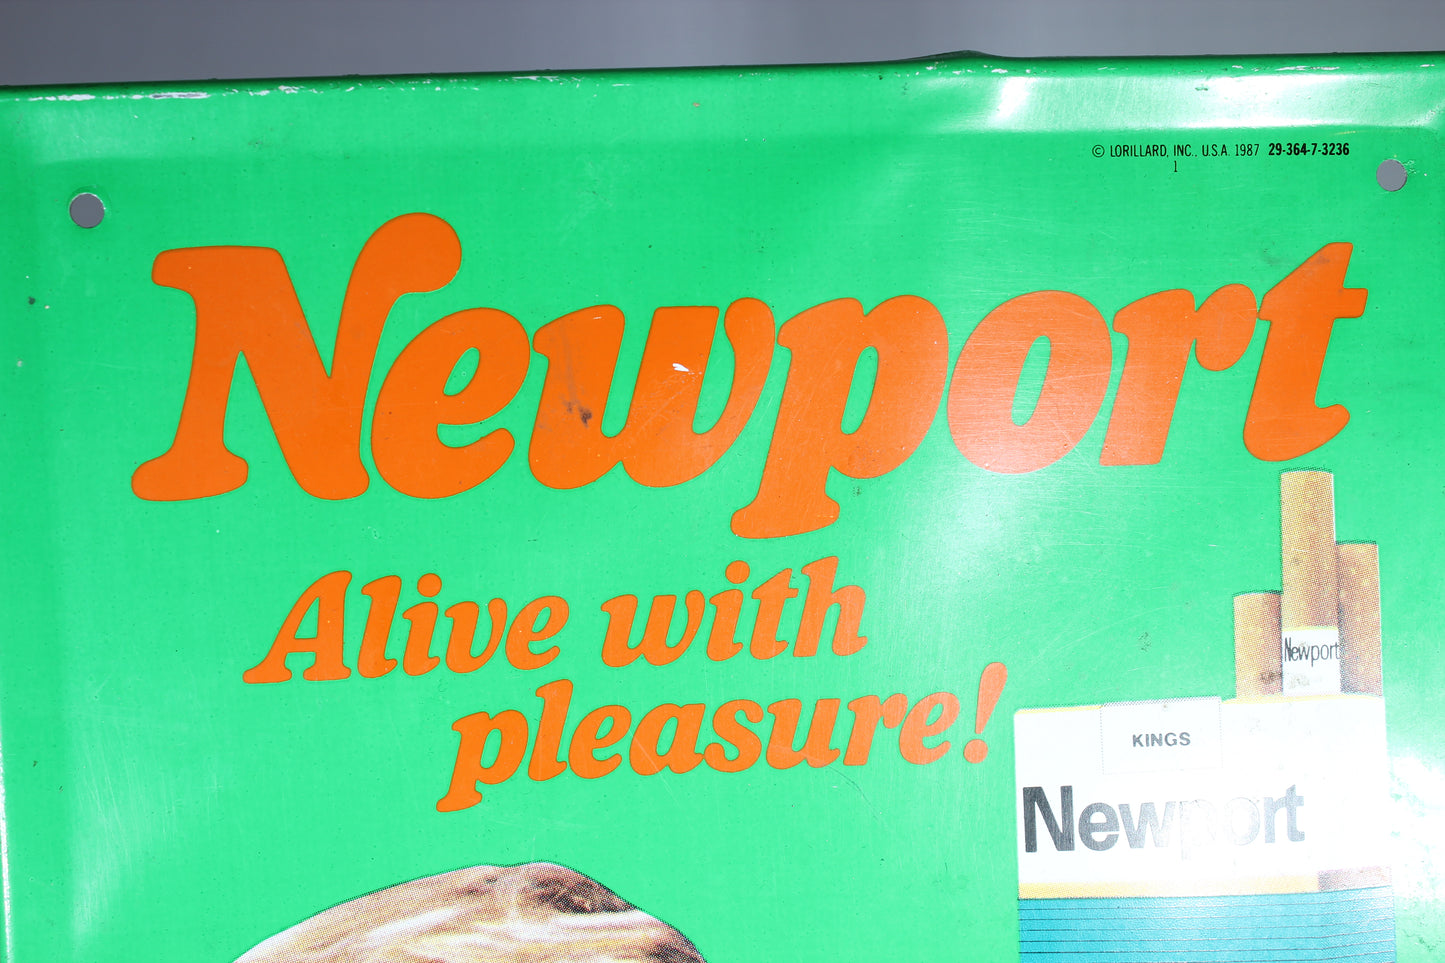 © LORILLARD, INC., U.S.A. 1987 29-364-7-3236
1
Newport
Alive with
pleasure!
Newport
KINGS
Newport